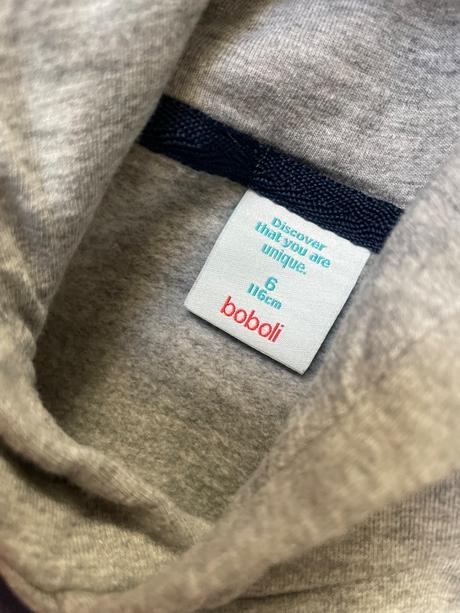 Discover
that you are
unique.
6
116cm
boboli